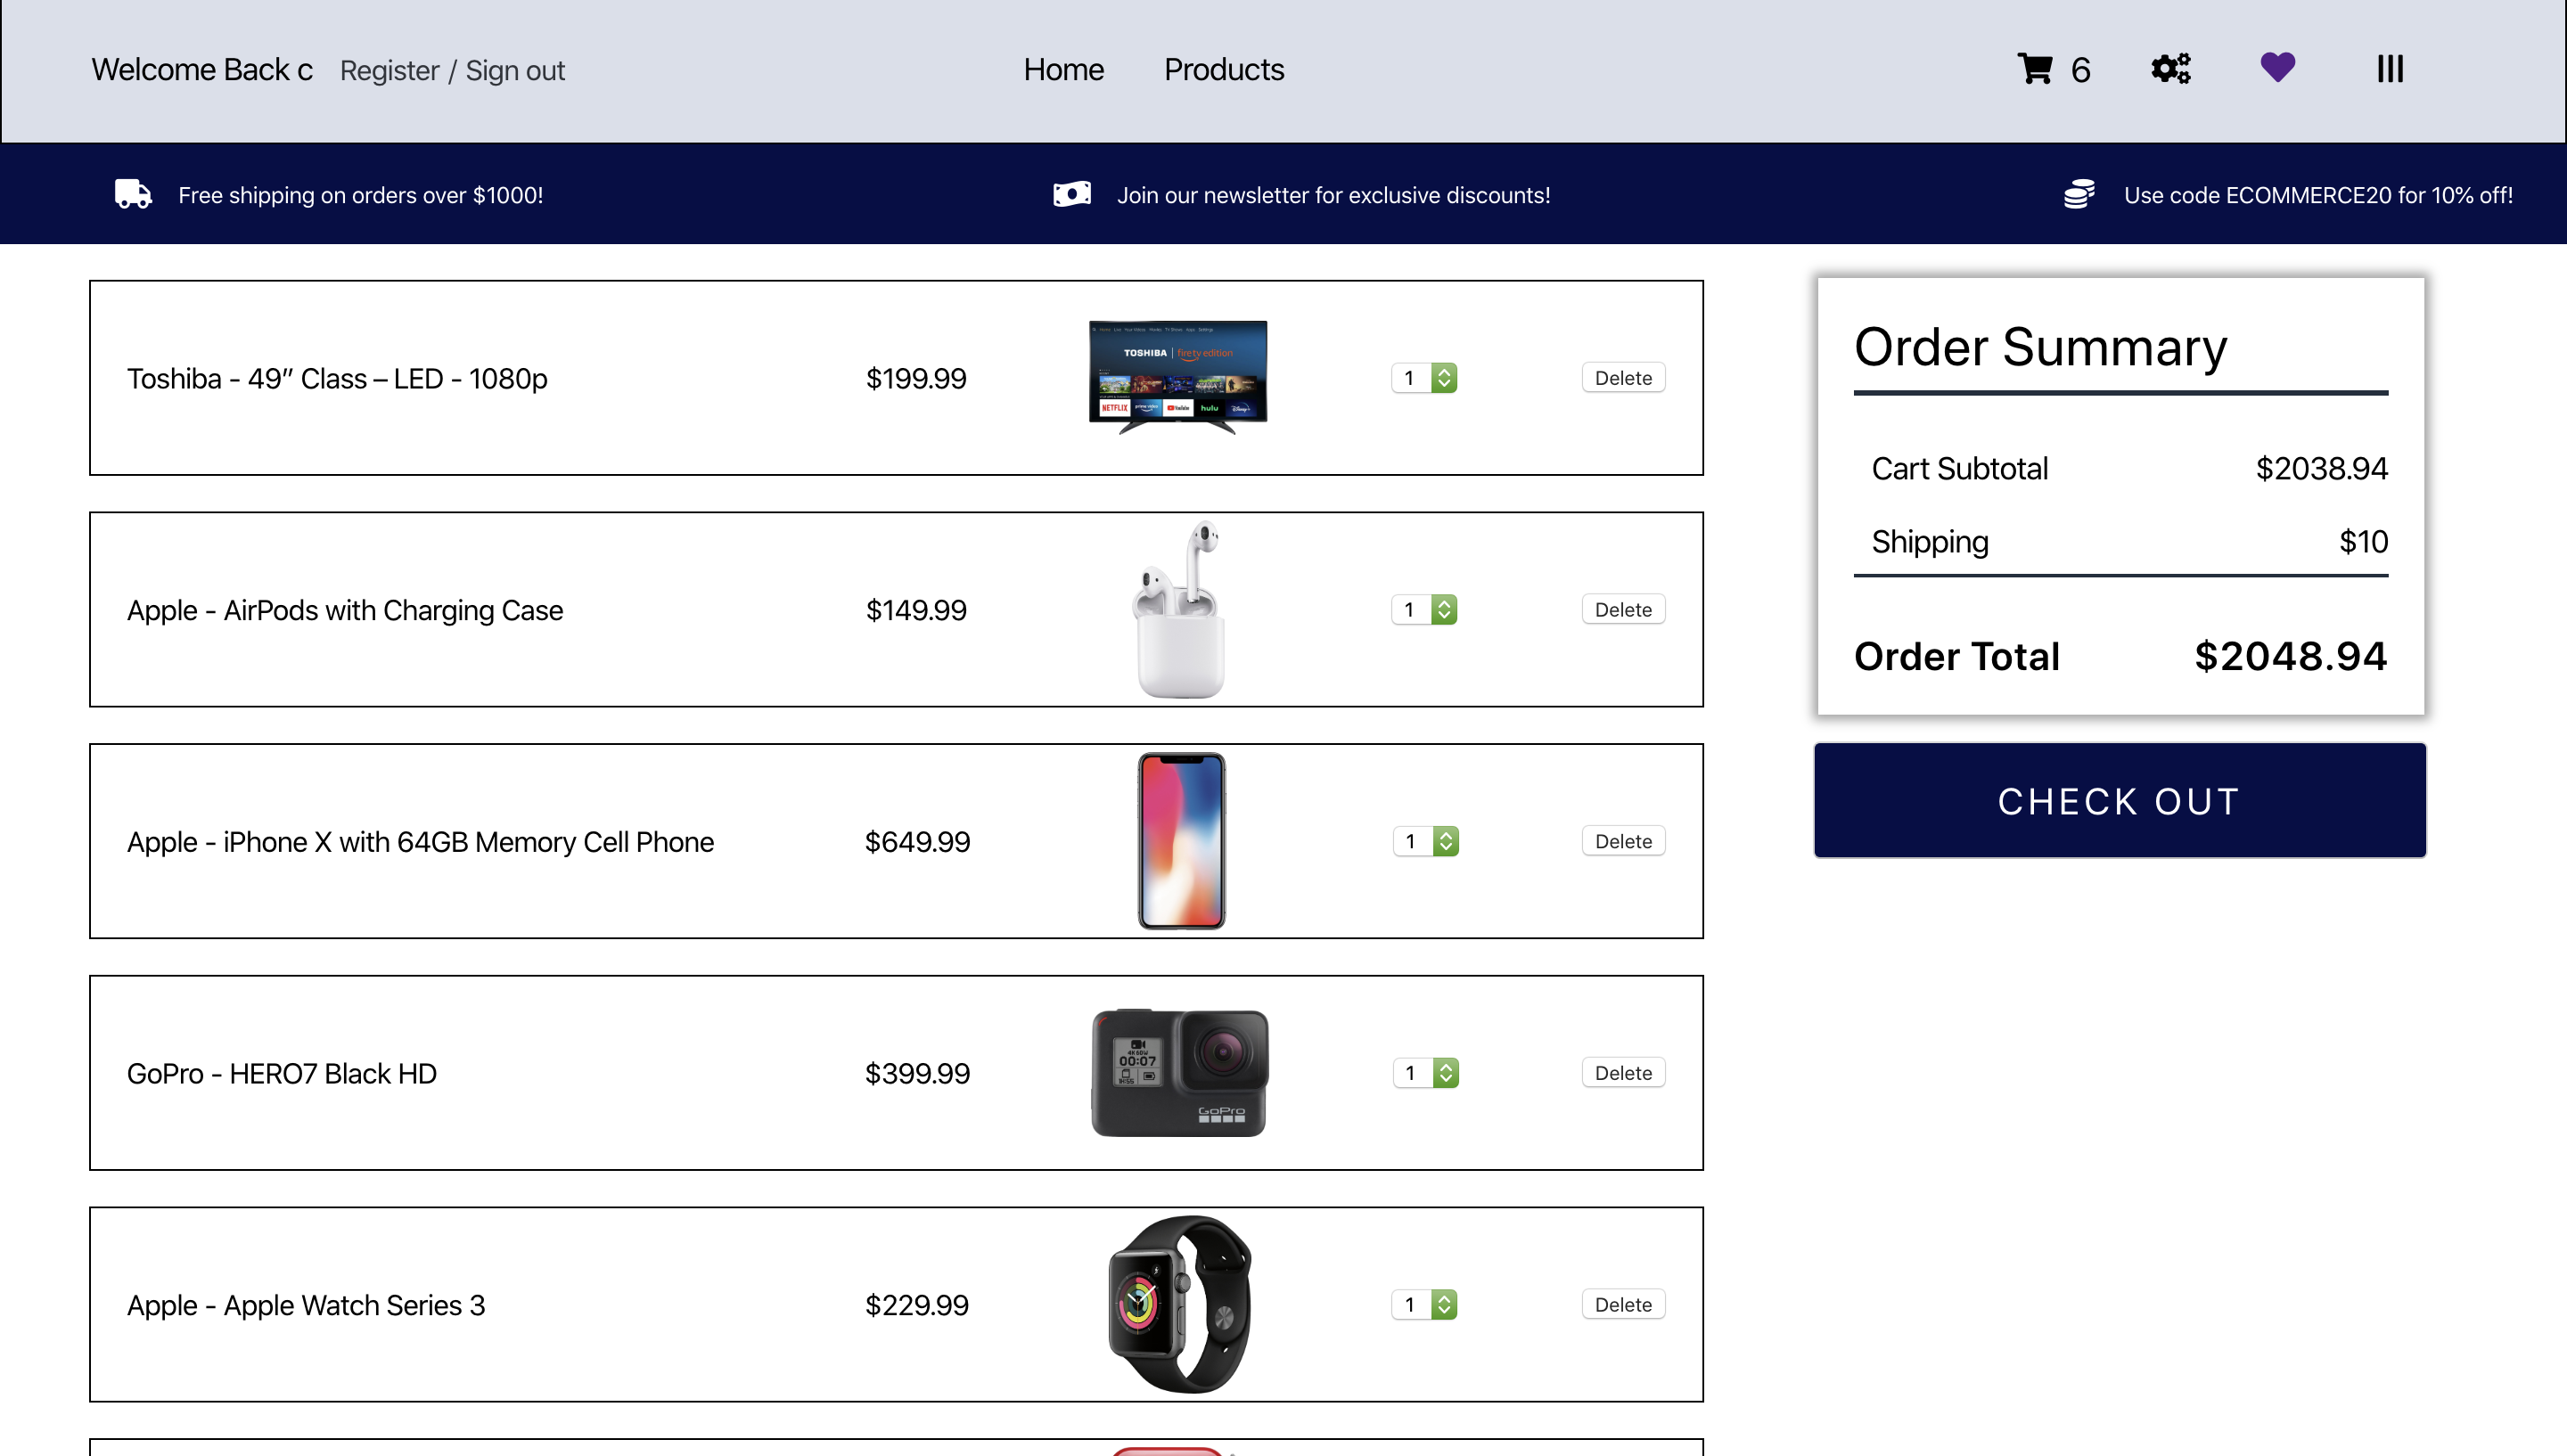 Welcome Back c Register / Sign out Home Products 6
Free shipping on orders over $1000! Join our newsletter for exclusive discounts! Use code ECOMMERCE20 for 10% off!
Toshiba - 49” Class – LED - 1080p $199.99 1 Delete
TOSHIBA | fire tv edition
NETFLIX prime video YouTube hulu Disney+
Apple - AirPods with Charging Case $149.99 1 Delete
Apple - iPhone X with 64GB Memory Cell Phone $649.99 1 Delete
GoPro - HERO7 Black HD $399.99 1 Delete
00:07
GoPro
Apple - Apple Watch Series 3 $229.99 1 Delete
Order Summary
Cart Subtotal $2038.94
Shipping $10
Order Total $2048.94
CHECK OUT